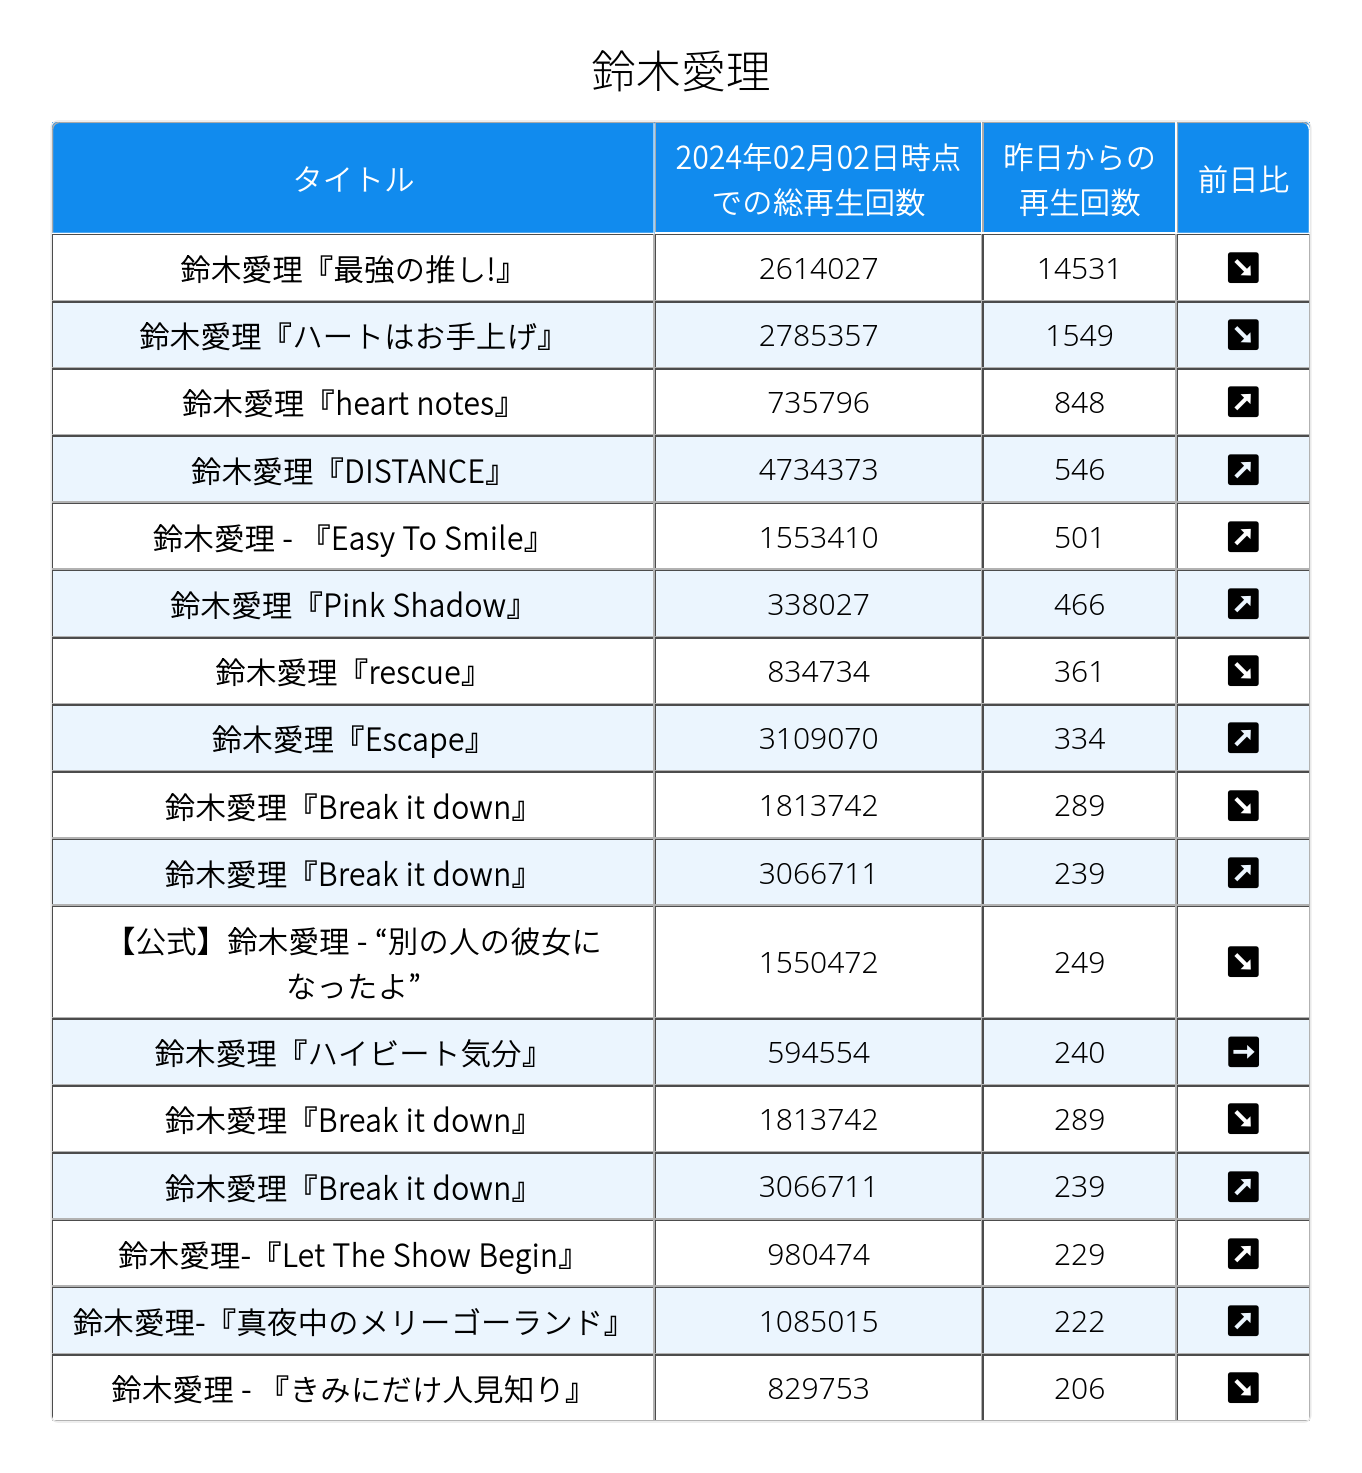 鈴木愛理
タイトル 2024年02月02日時点での総再生回数 昨日からの再生回数 前日比
鈴木愛理『最強の推し!』 2614027 14531 ↘
鈴木愛理『ハートはお手上げ』 2785357 1549 ↘
鈴木愛理『heart notes』 735796 848 ↗
鈴木愛理『DISTANCE』 4734373 546 ↗
鈴木愛理 - 『Easy To Smile』 1553410 501 ↗
鈴木愛理『Pink Shadow』 338027 466 ↗
鈴木愛理『rescue』 834734 361 ↘
鈴木愛理『Escape』 3109070 334 ↗
鈴木愛理『Break it down』 1813742 289 ↘
鈴木愛理『Break it down』 3066711 239 ↗
【公式】鈴木愛理 - “別の人の彼女になったよ” 1550472 249 ↘
鈴木愛理『ハイビート気分』 594554 240 →
鈴木愛理『Break it down』 1813742 289 ↘
鈴木愛理『Break it down』 3066711 239 ↗
鈴木愛理-『Let The Show Begin』 980474 229 ↗
鈴木愛理-『真夜中のメリーゴーランド』 1085015 222 ↗
鈴木愛理 - 『きみにだけ人見知り』 829753 206 ↘